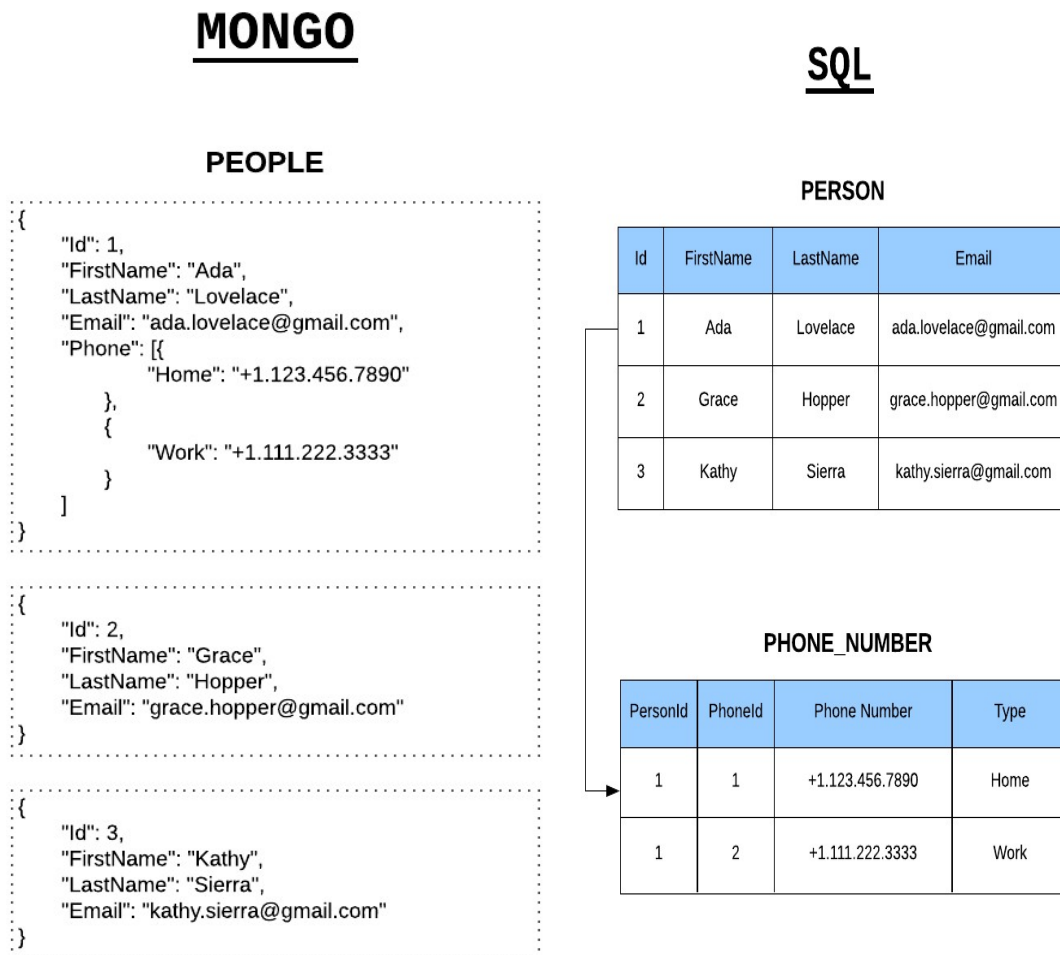 MONGO
PEOPLE
{
"Id": 1,
"FirstName": "Ada",
"LastName": "Lovelace",
"Email": "ada.lovelace@gmail.com",
"Phone": [{
"Home": "+1.123.456.7890"
},
{
"Work": "+1.111.222.3333"
}
]
}
{
"Id": 2,
"FirstName": "Grace",
"LastName": "Hopper",
"Email": "grace.hopper@gmail.com"
}
{
"Id": 3,
"FirstName": "Kathy",
"LastName": "Sierra",
"Email": "kathy.sierra@gmail.com"
}
SQL
PERSON
Id FirstName LastName Email
1 Ada Lovelace ada.lovelace@gmail.com
2 Grace Hopper grace.hopper@gmail.com
3 Kathy Sierra kathy.sierra@gmail.com
PHONE_NUMBER
PersonId PhoneId Phone Number Type
1 1 +1.123.456.7890 Home
1 2 +1.111.222.3333 Work